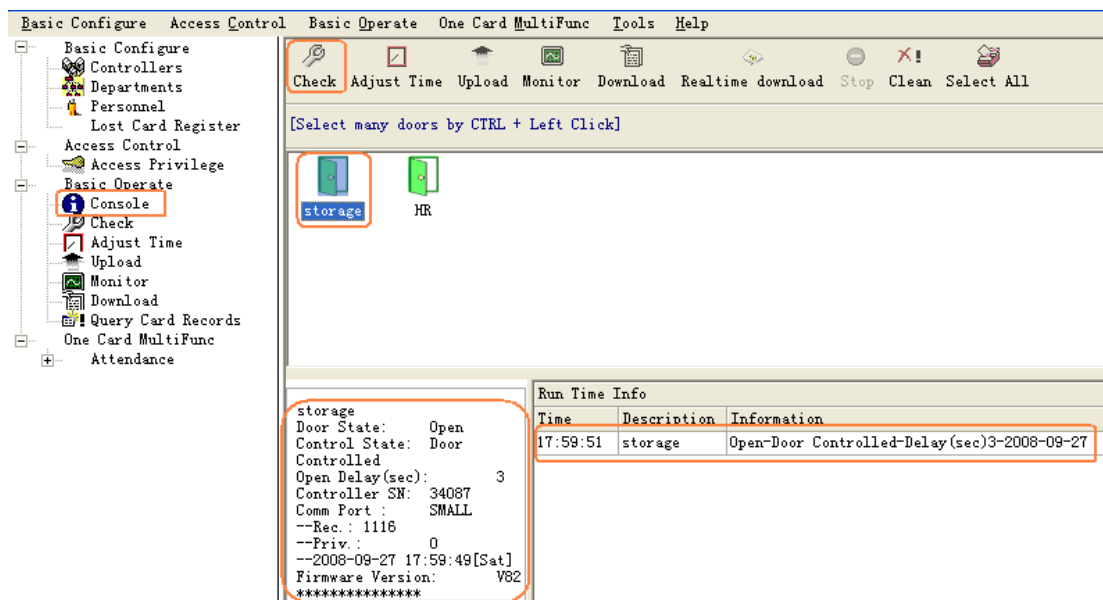 Basic Configure Access Control Basic Operate One Card MultiFunc Tools Help
Basic Configure
Controllers
Departments
Personnel
Lost Card Register
Access Control
Access Privilege
Basic Operate
Console
Check
Adjust Time
Upload
Monitor
Download
Query Card Records
One Card MultiFunc
Attendance
Check Adjust Time Upload Monitor Download Realtime download Stop Clean Select All
[Select many doors by CTRL + Left Click]
storage HR
storage
Door State: Open
Control State: Door
Controlled
Open Delay(sec): 3
Controller SN: 34087
Comm Port : SMALL
--Rec.: 1116
--Priv.: 0
--2008-09-27 17:59:49[Sat]
Firmware Version: V82
***************
Run Time Info
Time Description Information
17:59:51 storage Open-Door Controlled-Delay(sec)3-2008-09-27